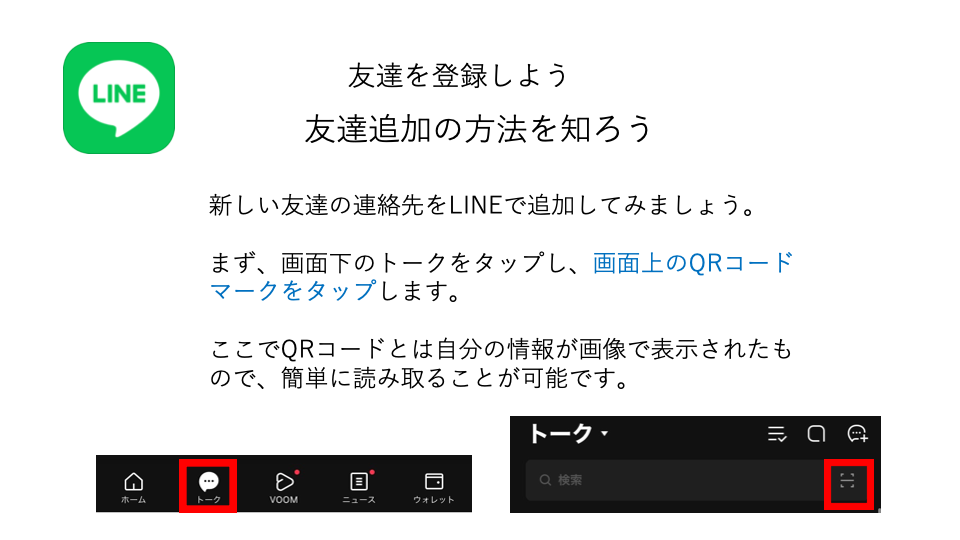 LINE
友達を登録しよう
友達追加の方法を知ろう
新しい友達の連絡先をLINEで追加してみましょう。
まず、画面下のトークをタップし、画面上のQRコード
マークをタップします。
ここでQRコードとは自分の情報が画像で表示されたも
ので、簡単に読み取ることが可能です。
トーク
検索
ホーム
トーク
VOOM
ニュース
ウォレット